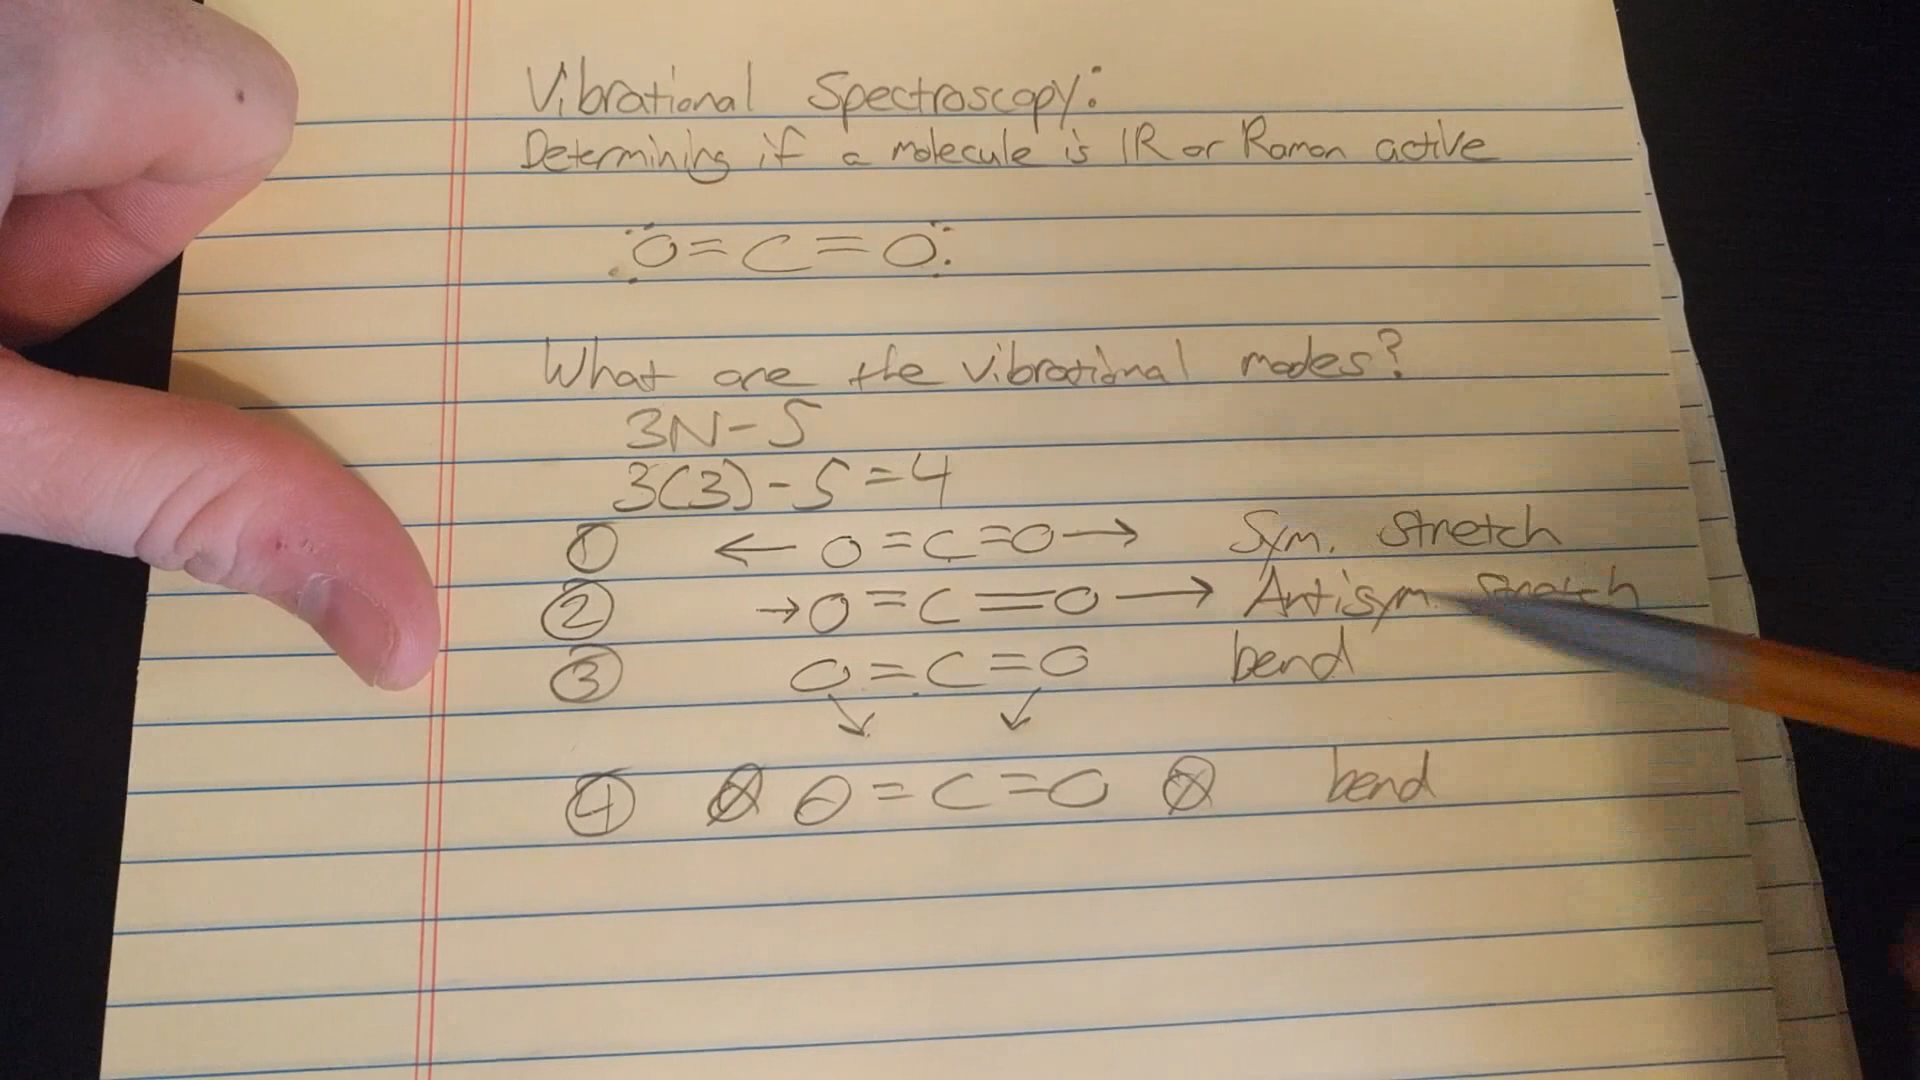 Vibrational Spectroscopy:
Determining if a molecule is IR or Raman active
:Ö=C=Ö:
What are the vibrational modes?
3N-5
3(3)-5=4
① ← O=C=O → Sym. Stretch
② →O=C=O → Antisym. Stretch
③ O=C=O bend
↘ ↙
④ ⊗ O=C=O ⊗ bend